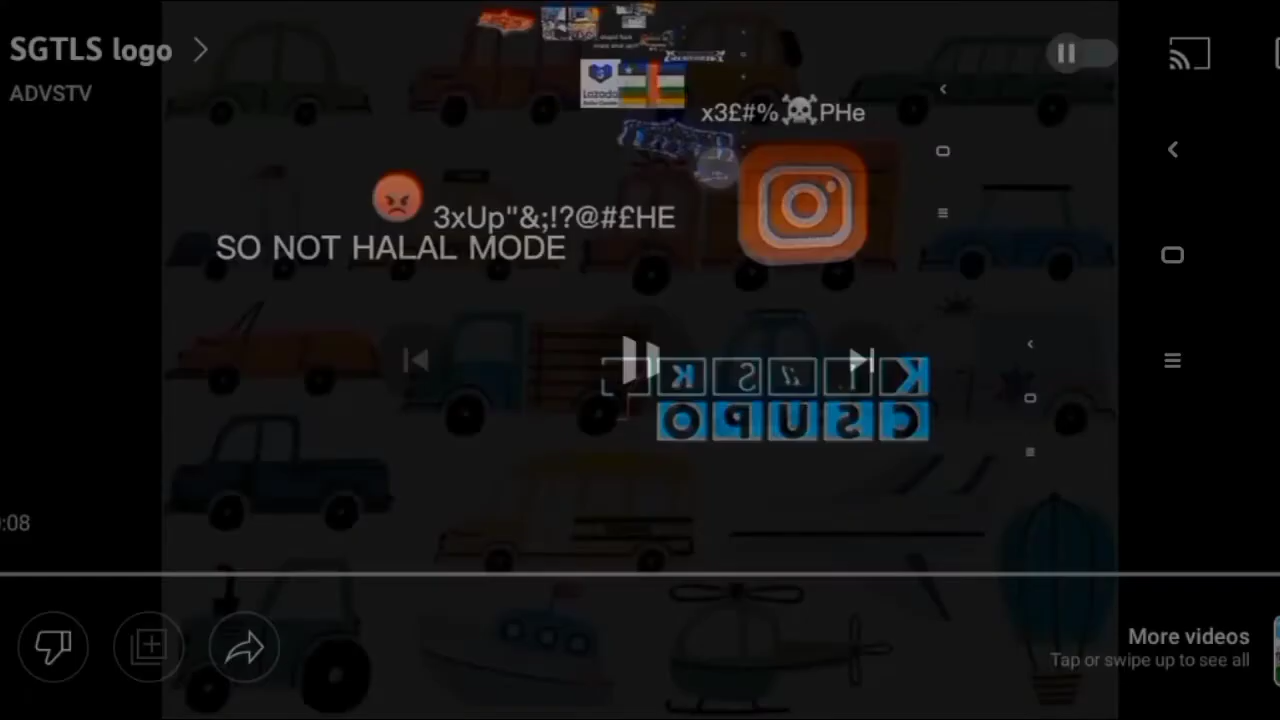 SGTLS logo
ADVSTV
Lazada
x3£#%☠PHe
3xUp"&;!?@#£HE
SO NOT HALAL MODE
K L S K
C S U P O
:08
More videos
Tap or swipe up to see all